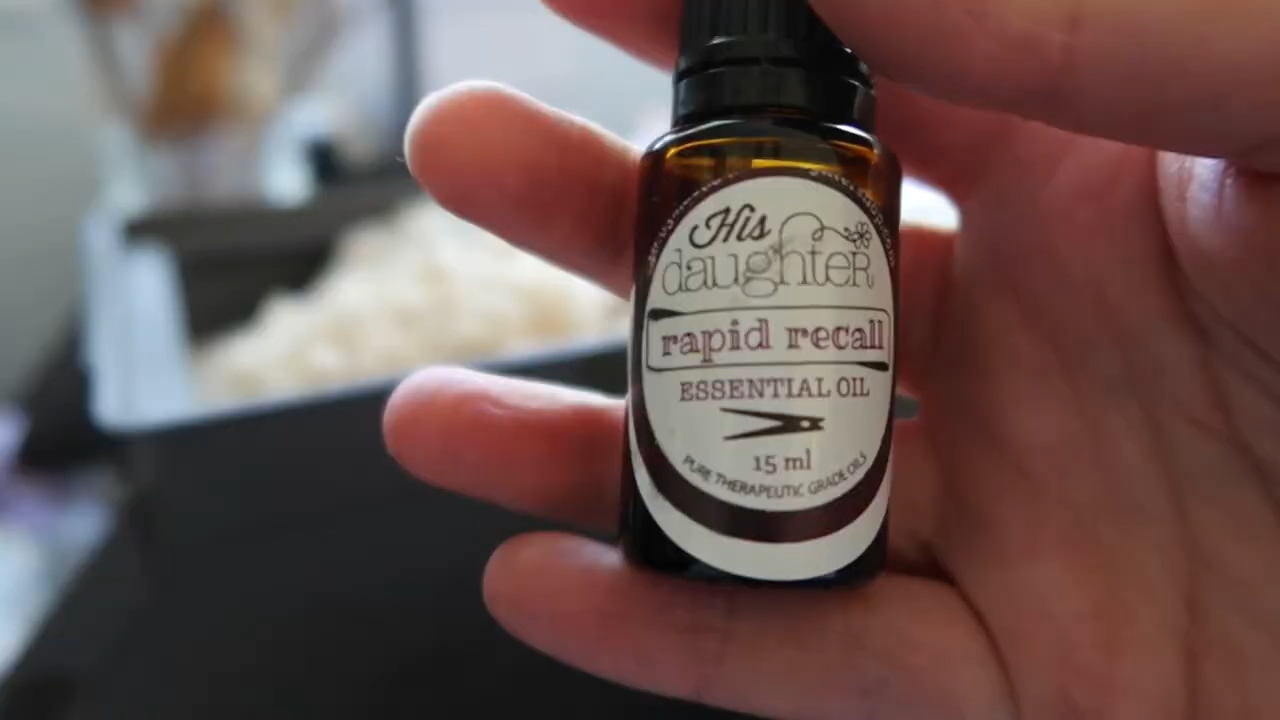 His
daughter
rapid recall
ESSENTIAL OIL
15 ml
PURE THERAPEUTIC GRADE OILS